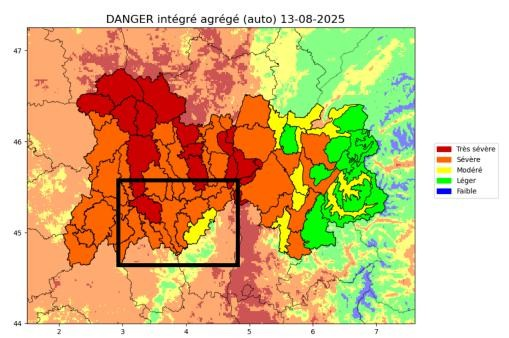 DANGER intégré agrégé (auto) 13-08-2025
47
46
45
44
2 3 4 5 6 7
Très sévère
Sévère
Modéré
Léger
Faible